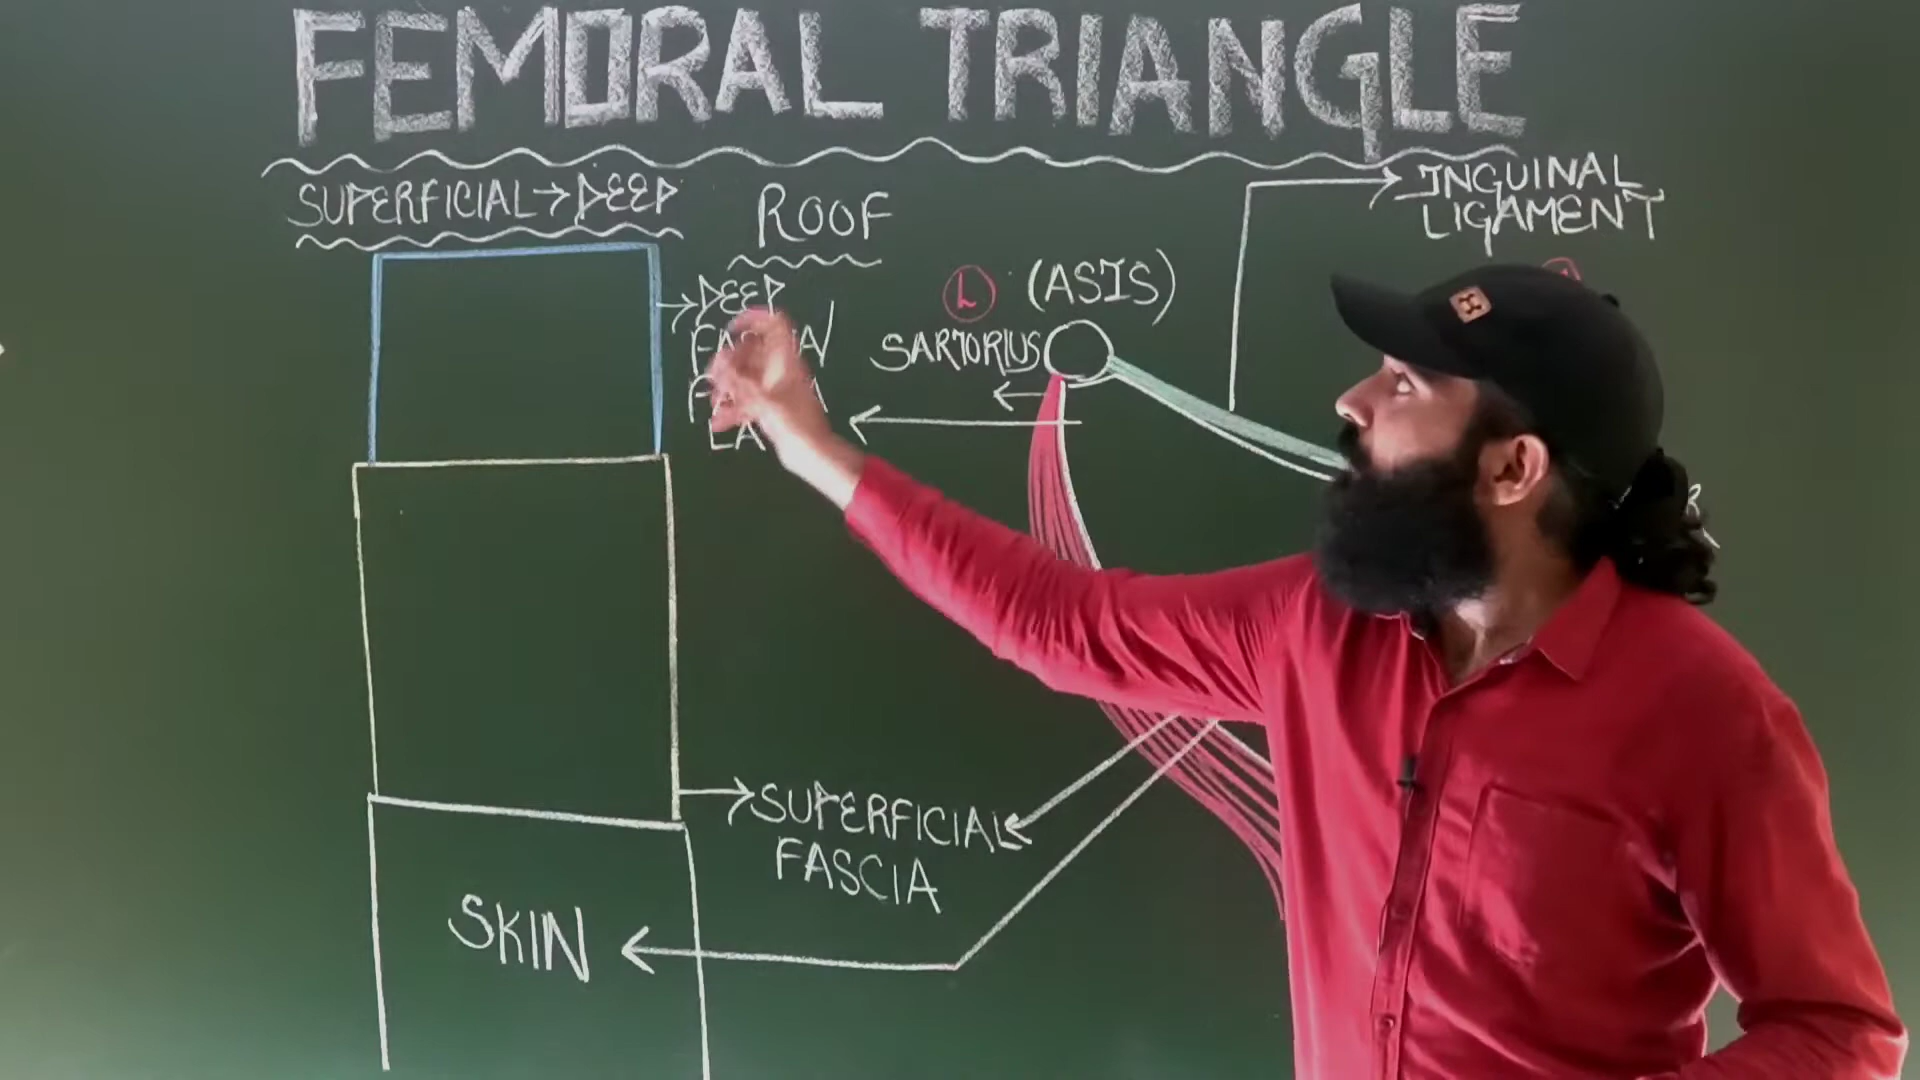 FEMORAL TRIANGLE
SUPERFICIAL→DEEP
ROOF
INGUINAL
LIGAMENT
DEEP
L
(ASIS)
SARTORIUS
SUPERFICIAL
FASCIA
SKIN